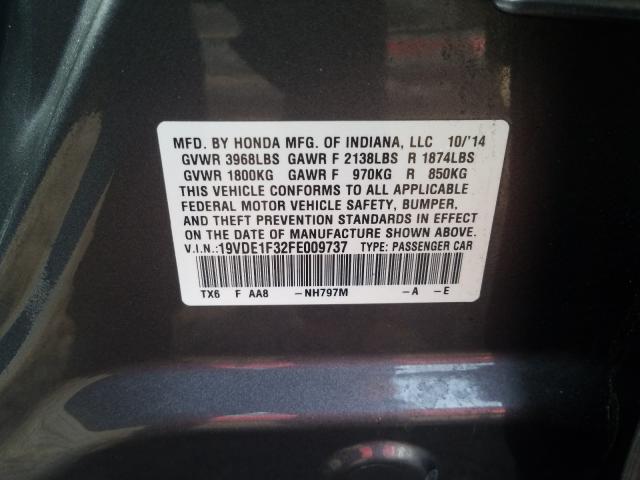 MFD. BY HONDA MFG. OF INDIANA, LLC 10/'14
GVWR 3968LBS GAWR F 2138LBS R 1874LBS
GVWR 1800KG GAWR F 970KG R 850KG
THIS VEHICLE CONFORMS TO ALL APPLICABLE
FEDERAL MOTOR VEHICLE SAFETY, BUMPER,
AND THEFT PREVENTION STANDARDS IN EFFECT
ON THE DATE OF MANUFACTURE SHOWN ABOVE.
V.I.N.: 19VDE1F32FE009737 TYPE: PASSENGER CAR
TX6 F AA8 -NH797M -A -E